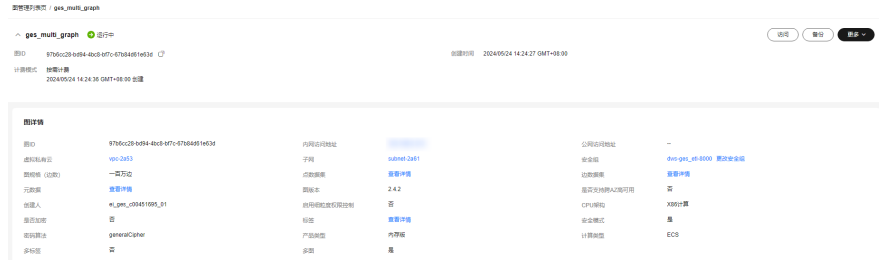 图管理列表页 / ges_multi_graph
ges_multi_graph 运行中 访问 备份 更多
图ID 97b6cc28-bd94-4bc8-bf7c-67b84d61e63d 创建时间 2024/05/24 14:24:27 GMT+08:00
计费模式 按需计费
2024/05/24 14:24:36 GMT+08:00 创建
图详情
图ID 97b6cc28-bd94-4bc8-bf7c-67b84d61e63d 内网访问地址 公网访问地址 --
虚拟私有云 vpc-2a53 子网 subnet-2a61 安全组 dws-ges_etl-8000 更改安全组
图规格（边数） 一百万边 点数据集 查看详情 边数据集 查看详情
元数据 查看详情 图版本 2.4.2 是否支持跨AZ高可用 否
创建人 ei_ges_c00451695_01 启用细粒度权限控制 否 CPU架构 X86计算
是否加密 否 标签 查看详情 安全模式 是
密码算法 generalCipher 产品类型 内存版 计算类型 ECS
多标签 否 多图 是